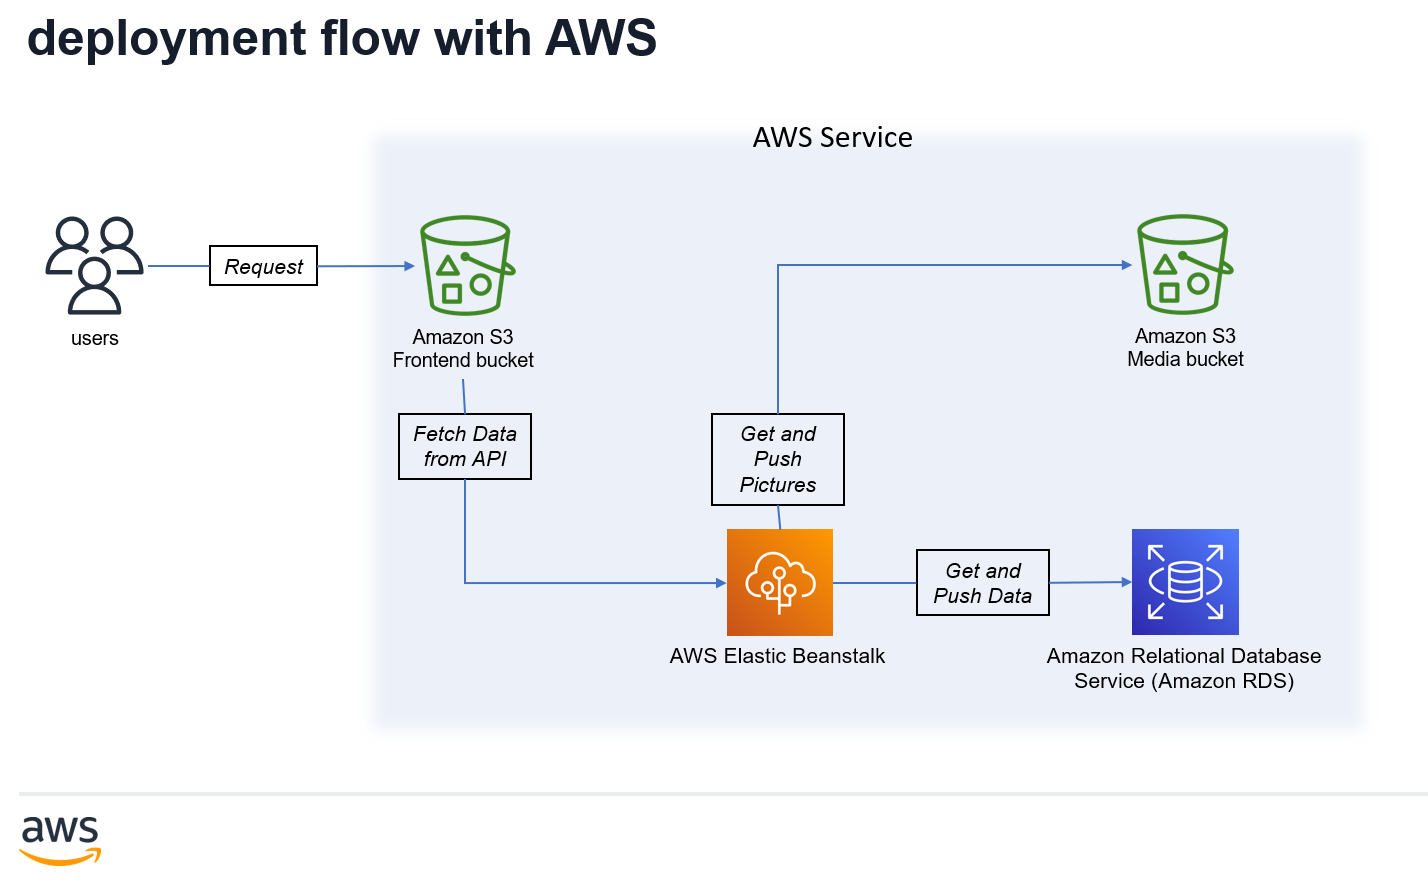 deployment flow with AWS
AWS Service
Request
users
Amazon S3
Frontend bucket
Amazon S3
Media bucket
Fetch Data
from API
Get and
Push
Pictures
Get and
Push Data
AWS Elastic Beanstalk
Amazon Relational Database
Service (Amazon RDS)
aws